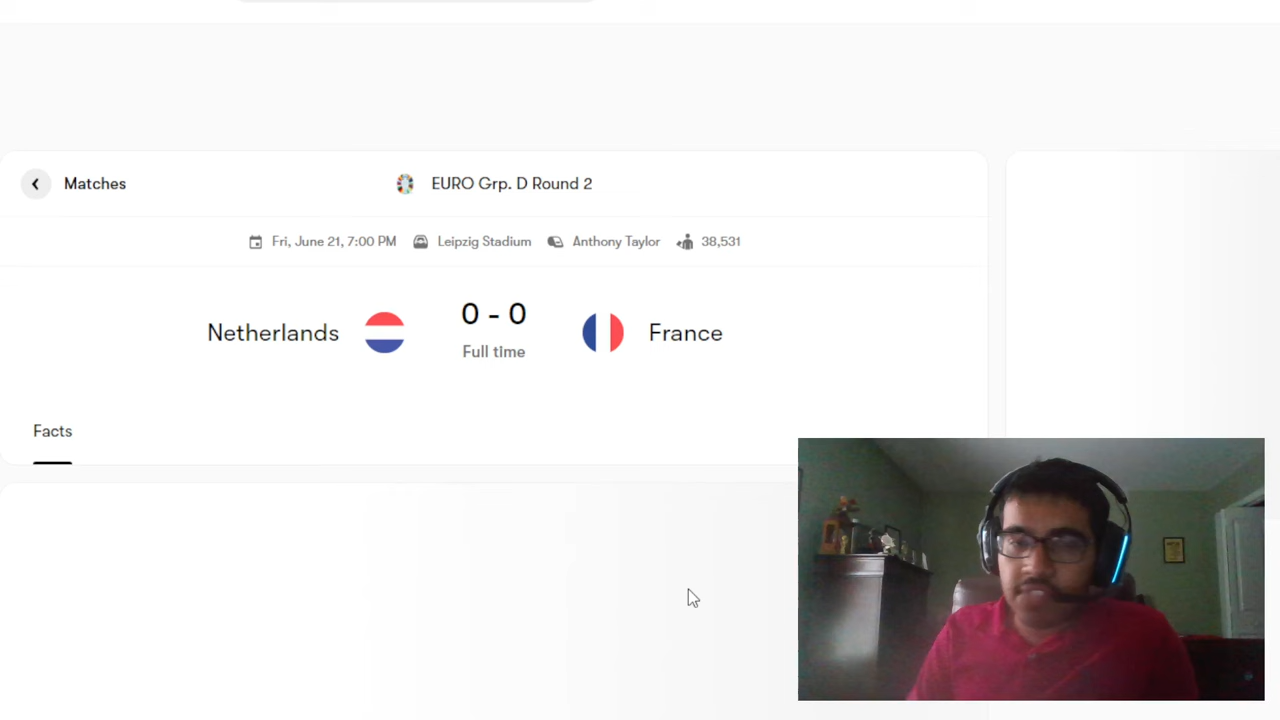 Matches
EURO Grp. D Round 2
Fri, June 21, 7:00 PM Leipzig Stadium Anthony Taylor 38,531
Netherlands 0 - 0 France
Full time
Facts